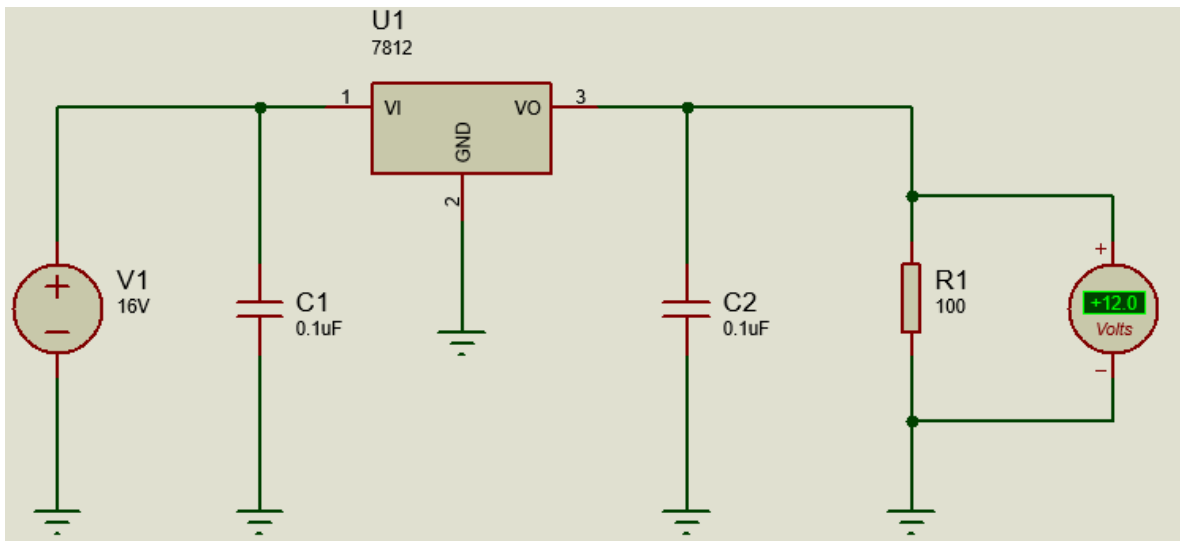 U1
7812
1
VI
VO
3
GND
2
V1
16V
C1
0.1uF
C2
0.1uF
R1
100
+12.0
Volts